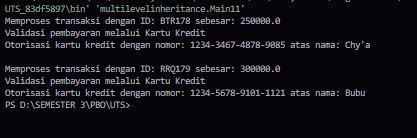 UTS_83df5897\bin' 'multilevelinheritance.Main11'
Memproses transaksi dengan ID: BTR178 sebesar: 250000.0
Validasi pembayaran melalui Kartu Kredit
Otorisasi kartu kredit dengan nomor: 1234-3467-4878-9085 atas nama: Chy'a
Memproses transaksi dengan ID: RRQ179 sebesar: 300000.0
Validasi pembayaran melalui Kartu Kredit
Otorisasi kartu kredit dengan nomor: 1234-5678-9101-1121 atas nama: Bubu
PS D:\SEMESTER 3\PBO\UTS>